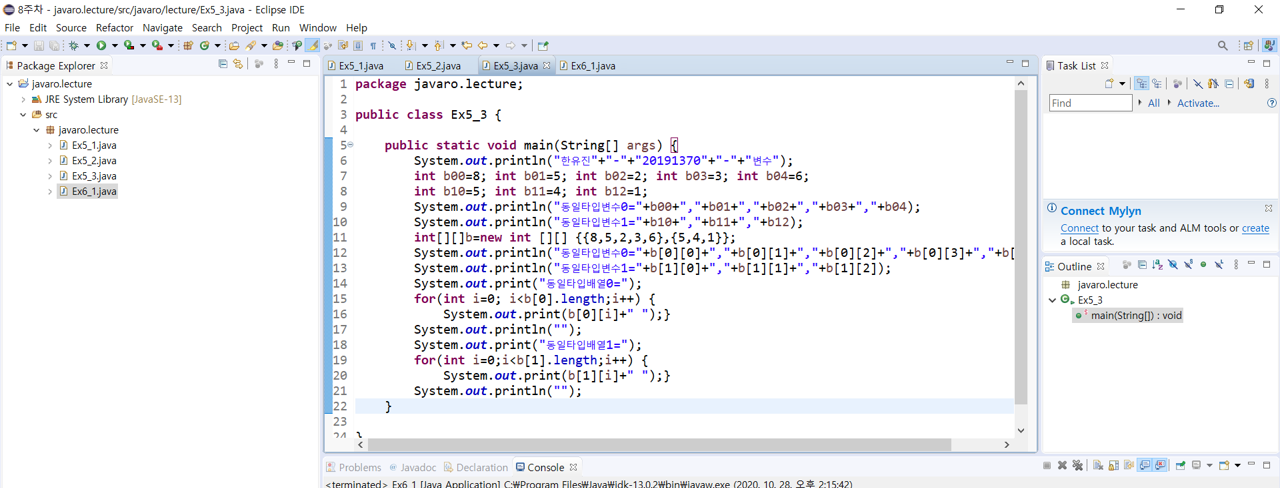 8주차 - javaro.lecture/src/javaro/lecture/Ex5_3.java - Eclipse IDE
File Edit Source Refactor Navigate Search Project Run Window Help
Package Explorer
javaro.lecture
JRE System Library [JavaSE-13]
src
javaro.lecture
Ex5_1.java
Ex5_2.java
Ex5_3.java
Ex6_1.java
Ex5_1.java Ex5_2.java Ex5_3.java Ex6_1.java
1 package javaro.lecture;
2
3 public class Ex5_3 {
4
5 public static void main(String[] args) {
6 System.out.println("한유진"+"-"+"20191370"+"-"+"변수");
7 int b00=8; int b01=5; int b02=2; int b03=3; int b04=6;
8 int b10=5; int b11=4; int b12=1;
9 System.out.println("동일타입변수0="+b00+","+b01+","+b02+","+b03+","+b04);
10 System.out.println("동일타입변수1="+b10+","+b11+","+b12);
11 int[][]b=new int [][] {{8,5,2,3,6},{5,4,1}};
12 System.out.println("동일타입변수0="+b[0][0]+","+b[0][1]+","+b[0][2]+","+b[0][3]+","+b[
13 System.out.println("동일타입변수1="+b[1][0]+","+b[1][1]+","+b[1][2]);
14 System.out.print("동일타입배열0=");
15 for(int i=0; i<b[0].length;i++) {
16 System.out.print(b[0][i]+" ");}
17 System.out.println("");
18 System.out.print("동일타입배열1=");
19 for(int i=0;i<b[1].length;i++) {
20 System.out.print(b[1][i]+" ");}
21 System.out.println("");
22 }
23
24 }
Problems Javadoc Declaration Console
<terminated> Ex6_1 [Java Application] C:₩Program Files₩Java₩jdk-13.0.2₩bin₩javaw.exe (2020. 10. 28. 오후 2:15:42)
Task List
Find All Activate...
Connect Mylyn
Connect to your task and ALM tools or create
a local task.
Outline
javaro.lecture
Ex5_3
main(String[]) : void